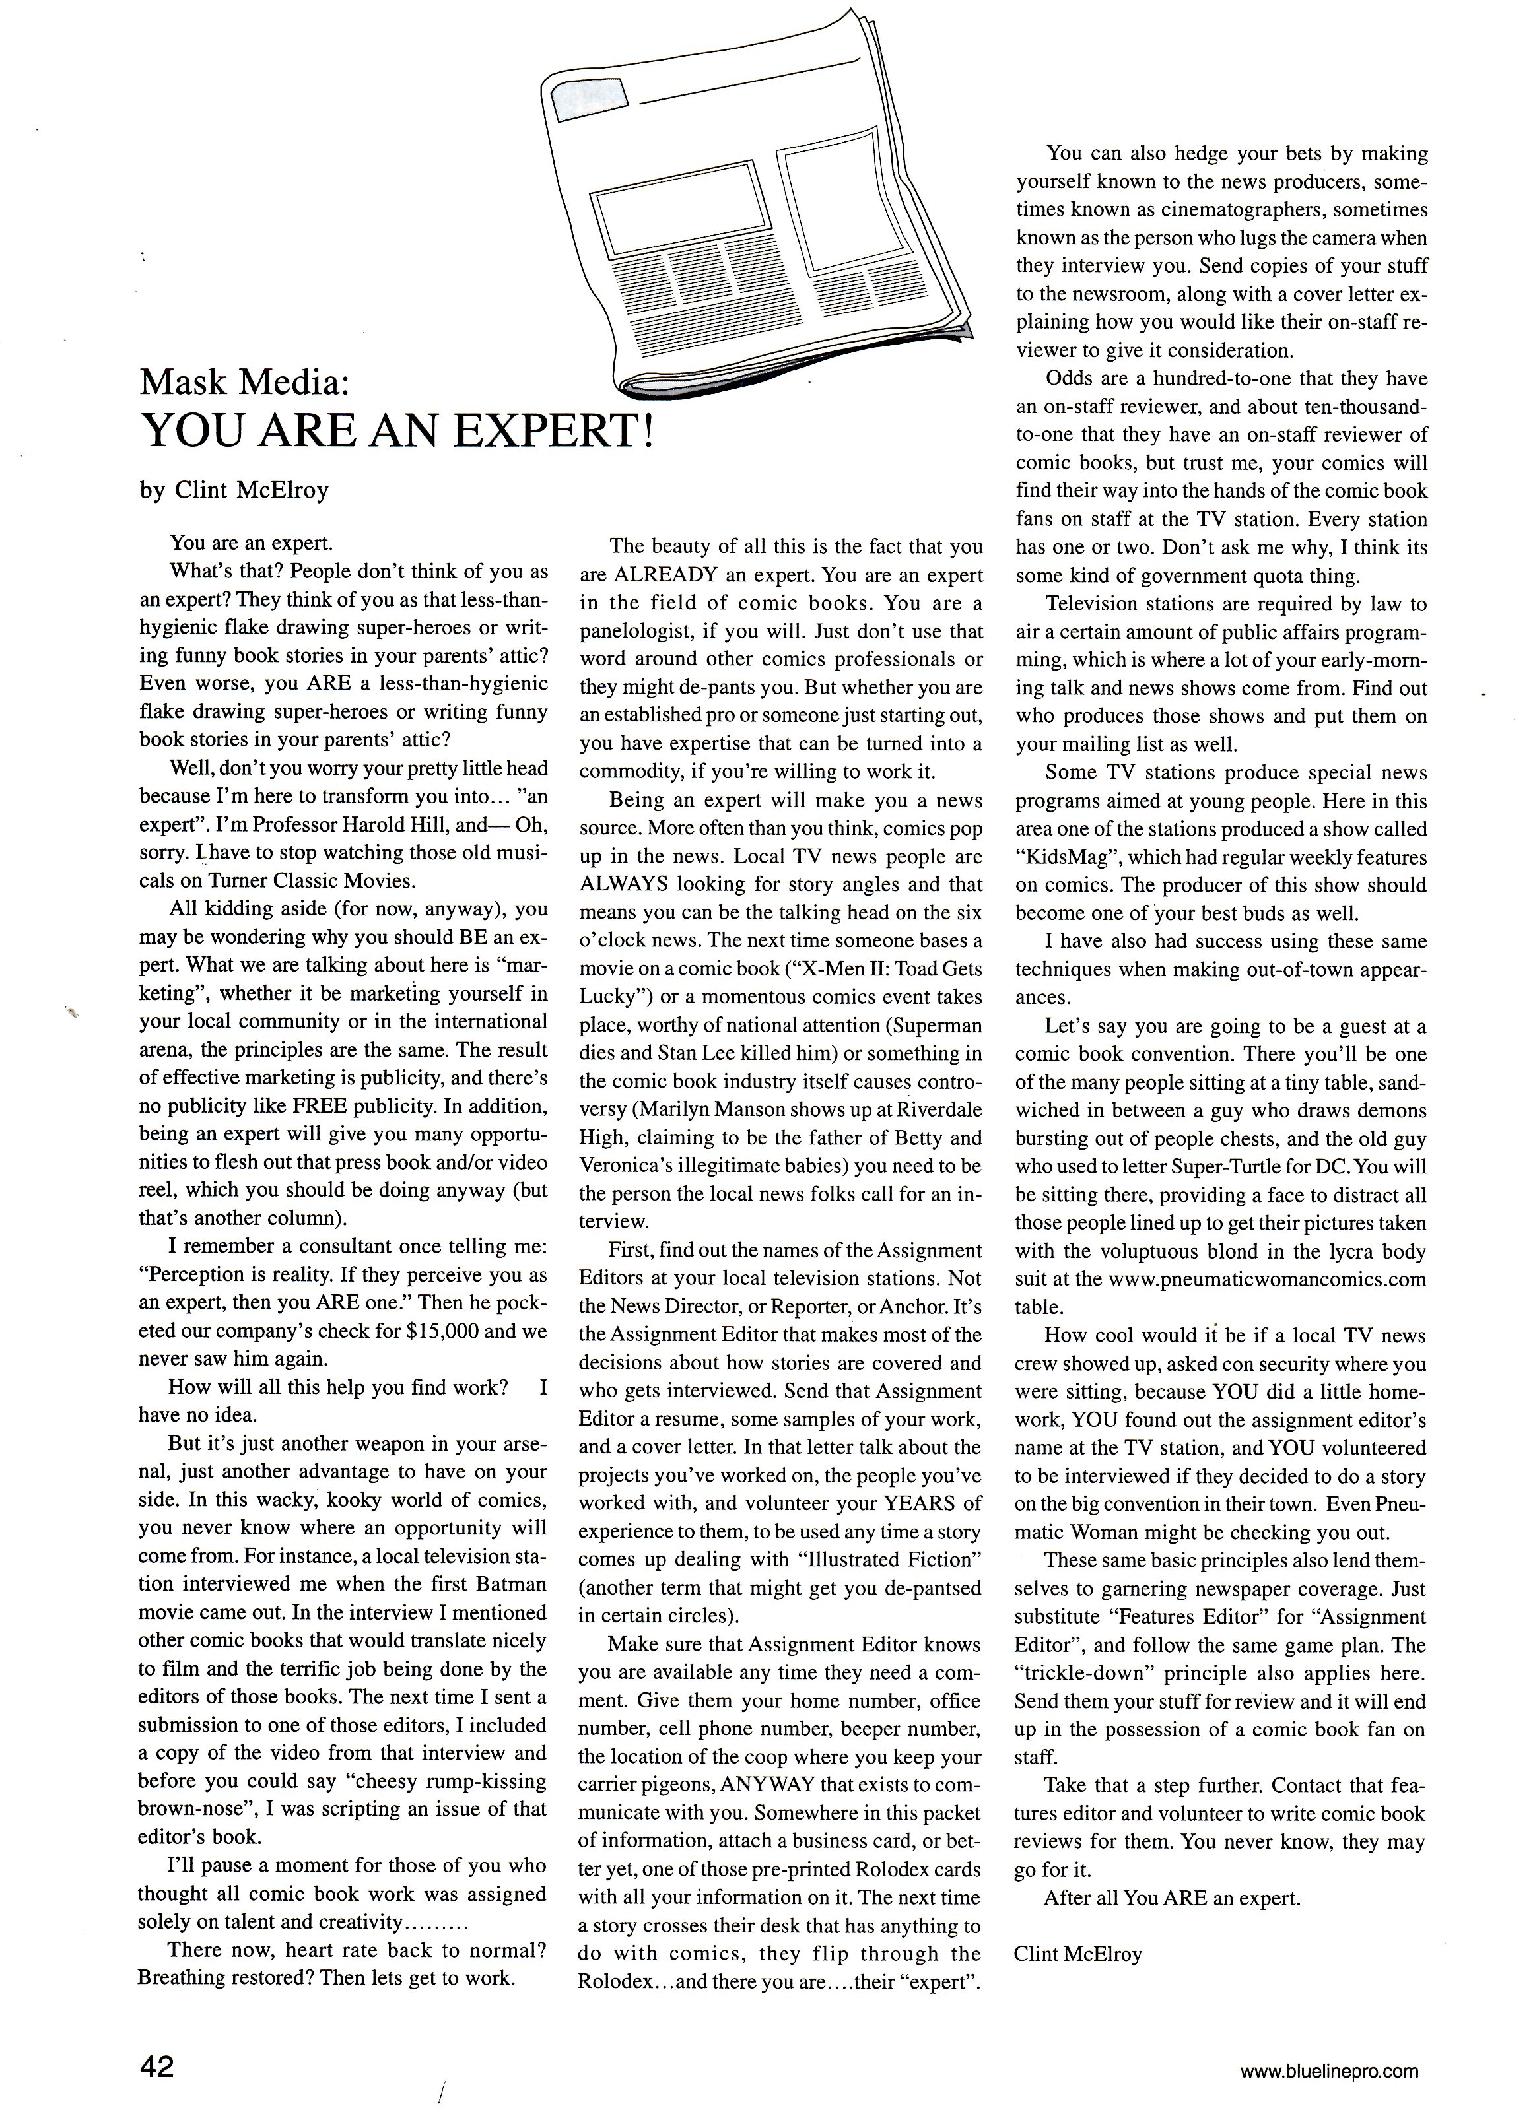 Mask Media:
YOU ARE AN EXPERT!
by Clint McElroy
You are an expert.
What's that? People don't think of you as
an expert? They think of you as that less-than-
hygienic flake drawing super-heroes or writ-
ing funny book stories in your parents' attic?
Even worse, you ARE a less-than-hygienic
flake drawing super-heroes or writing funny
book stories in your parents' attic?
Well, don't you worry your pretty little head
because I'm here to transform you into... "an
expert". I'm Professor Harold Hill, and— Oh,
sorry. I have to stop watching those old musi-
cals on Turner Classic Movies.
All kidding aside (for now, anyway), you
may be wondering why you should BE an ex-
pert. What we are talking about here is "mar-
keting", whether it be marketing yourself in
your local community or in the international
arena, the principles are the same. The result
of effective marketing is publicity, and there's
no publicity like FREE publicity. In addition,
being an expert will give you many opportu-
nities to flesh out that press book and/or video
reel, which you should be doing anyway (but
that's another column).
I remember a consultant once telling me:
"Perception is reality. If they perceive you as
an expert, then you ARE one." Then he pock-
eted our company's check for $15,000 and we
never saw him again.
How will all this help you find work? I
have no idea.
But it's just another weapon in your arse-
nal, just another advantage to have on your
side. In this wacky, kooky world of comics,
you never know where an opportunity will
come from. For instance, a local television sta-
tion interviewed me when the first Batman
movie came out. In the interview I mentioned
other comic books that would translate nicely
to film and the terrific job being done by the
editors of those books. The next time I sent a
submission to one of those editors, I included
a copy of the video from that interview and
before you could say "cheesy rump-kissing
brown-nose", I was scripting an issue of that
editor's book.
I'll pause a moment for those of you who
thought all comic book work was assigned
solely on talent and creativity.........
There now, heart rate back to normal?
Breathing restored? Then lets get to work.
The beauty of all this is the fact that you
are ALREADY an expert. You are an expert
in the field of comic books. You are a
panelologist, if you will. Just don't use that
word around other comics professionals or
they might de-pants you. But whether you are
an established pro or someone just starting out,
you have expertise that can be turned into a
commodity, if you're willing to work it.
Being an expert will make you a news
source. More often than you think, comics pop
up in the news. Local TV news people are
ALWAYS looking for story angles and that
means you can be the talking head on the six
o'clock news. The next time someone bases a
movie on a comic book ("X-Men II: Toad Gets
Lucky") or a momentous comics event takes
place, worthy of national attention (Superman
dies and Stan Lee killed him) or something in
the comic book industry itself causes contro-
versy (Marilyn Manson shows up at Riverdale
High, claiming to be the father of Betty and
Veronica's illegitimate babies) you need to be
the person the local news folks call for an in-
terview.
First, find out the names of the Assignment
Editors at your local television stations. Not
the News Director, or Reporter, or Anchor. It's
the Assignment Editor that makes most of the
decisions about how stories are covered and
who gets interviewed. Send that Assignment
Editor a resume, some samples of your work,
and a cover letter. In that letter talk about the
projects you've worked on, the people you've
worked with, and volunteer your YEARS of
experience to them, to be used any time a story
comes up dealing with "Illustrated Fiction"
(another term that might get you de-pantsed
in certain circles).
Make sure that Assignment Editor knows
you are available any time they need a com-
ment. Give them your home number, office
number, cell phone number, beeper number,
the location of the coop where you keep your
carrier pigeons, ANYWAY that exists to com-
municate with you. Somewhere in this packet
of information, attach a business card, or bet-
ter yet, one of those pre-printed Rolodex cards
with all your information on it. The next time
a story crosses their desk that has anything to
do with comics, they flip through the
Rolodex...and there you are....their "expert".
You can also hedge your bets by making
yourself known to the news producers, some-
times known as cinematographers, sometimes
known as the person who lugs the camera when
they interview you. Send copies of your stuff
to the newsroom, along with a cover letter ex-
plaining how you would like their on-staff re-
viewer to give it consideration.
Odds are a hundred-to-one that they have
an on-staff reviewer, and about ten-thousand-
to-one that they have an on-staff reviewer of
comic books, but trust me, your comics will
find their way into the hands of the comic book
fans on staff at the TV station. Every station
has one or two. Don't ask me why, I think its
some kind of government quota thing.
Television stations are required by law to
air a certain amount of public affairs program-
ming, which is where a lot of your early-morn-
ing talk and news shows come from. Find out
who produces those shows and put them on
your mailing list as well.
Some TV stations produce special news
programs aimed at young people. Here in this
area one of the stations produced a show called
"KidsMag", which had regular weekly features
on comics. The producer of this show should
become one of your best buds as well.
I have also had success using these same
techniques when making out-of-town appear-
ances.
Let's say you are going to be a guest at a
comic book convention. There you'll be one
of the many people sitting at a tiny table, sand-
wiched in between a guy who draws demons
bursting out of people chests, and the old guy
who used to letter Super-Turtle for DC. You will
be sitting there, providing a face to distract all
those people lined up to get their pictures taken
with the voluptuous blond in the lycra body
suit at the www.pneumaticwomancomics.com
table.
How cool would it be if a local TV news
crew showed up, asked con security where you
were sitting, because YOU did a little home-
work, YOU found out the assignment editor's
name at the TV station, and YOU volunteered
to be interviewed if they decided to do a story
on the big convention in their town. Even Pneu-
matic Woman might be checking you out.
These same basic principles also lend them-
selves to garnering newspaper coverage. Just
substitute "Features Editor" for "Assignment
Editor", and follow the same game plan. The
"trickle-down" principle also applies here.
Send them your stuff for review and it will end
up in the possession of a comic book fan on
staff.
Take that a step further. Contact that fea-
tures editor and volunteer to write comic book
reviews for them. You never know, they may
go for it.
After all You ARE an expert.
Clint McElroy
42
www.bluelinepro.com